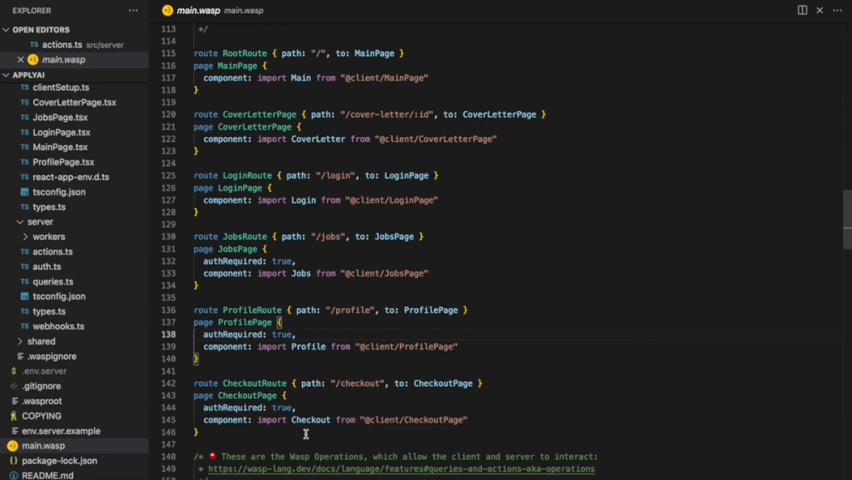 EXPLORER
OPEN EDITORS
actions.ts src/server
main.wasp
APPLYAI
clientSetup.ts
CoverLetterPage.tsx
JobsPage.tsx
LoginPage.tsx
MainPage.tsx
ProfilePage.tsx
react-app-env.d.ts
tsconfig.json
types.ts
server
workers
actions.ts
auth.ts
queries.ts
tsconfig.json
types.ts
webhooks.ts
shared
.waspignore
.env.server
.gitignore
.wasproot
COPYING
env.server.example
main.wasp
package-lock.json
README.md
main.wasp main.wasp
113 */
114
115 route RootRoute { path: "/", to: MainPage }
116 page MainPage {
117 component: import Main from "@client/MainPage"
118 }
119
120 route CoverLetterPage { path: "/cover-letter/:id", to: CoverLetterPage }
121 page CoverLetterPage {
122 component: import CoverLetter from "@client/CoverLetterPage"
123 }
124
125 route LoginRoute { path: "/login", to: LoginPage }
126 page LoginPage {
127 component: import Login from "@client/LoginPage"
128 }
129
130 route JobsRoute { path: "/jobs", to: JobsPage }
131 page JobsPage {
132 authRequired: true,
133 component: import Jobs from "@client/JobsPage"
134 }
135
136 route ProfileRoute { path: "/profile", to: ProfilePage }
137 page ProfilePage {
138 authRequired: true,
139 component: import Profile from "@client/ProfilePage"
140 }
141
142 route CheckoutRoute { path: "/checkout", to: CheckoutPage }
143 page CheckoutPage {
144 authRequired: true,
145 component: import Checkout from "@client/CheckoutPage"
146 }
147
148 /* 📮 These are the Wasp Operations, which allow the client and server to interact:
149 * https://wasp-lang.dev/docs/language/features#queries-and-actions-aka-operations